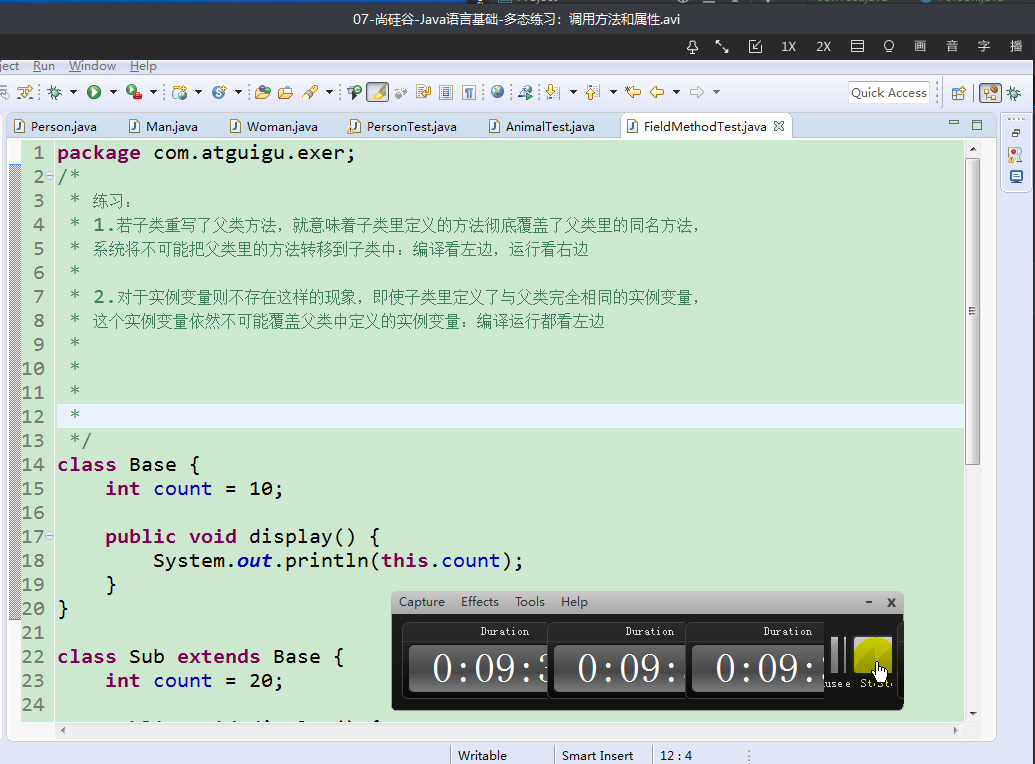 07-尚硅谷-Java语言基础-多态练习：调用方法和属性.avi
1X 2X 画 音 字 播
ject Run Window Help
Quick Access
Person.java Man.java Woman.java PersonTest.java AnimalTest.java FieldMethodTest.java
1 package com.atguigu.exer;
2 /*
3 * 练习：
4 * 1.若子类重写了父类方法，就意味着子类里定义的方法彻底覆盖了父类里的同名方法，
5 * 系统将不可能把父类里的方法转移到子类中：编译看左边，运行看右边
6 *
7 * 2.对于实例变量则不存在这样的现象，即使子类里定义了与父类完全相同的实例变量，
8 * 这个实例变量依然不可能覆盖父类中定义的实例变量：编译运行都看左边
9 *
10 *
11 *
12 *
13 */
14 class Base {
15 int count = 10;
16
17 public void display() {
18 System.out.println(this.count);
19 }
20 }
21
22 class Sub extends Base {
23 int count = 20;
24
Capture Effects Tools Help
Duration Duration Duration
0:09: 0:09: 0:09:
Writable Smart Insert 12 : 4